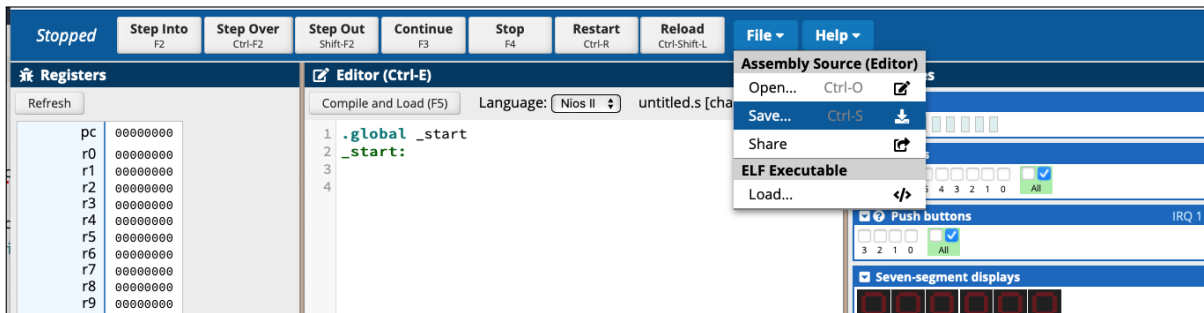 Stopped
Step Into
F2
Step Over
Ctrl-F2
Step Out
Shift-F2
Continue
F3
Stop
F4
Restart
Ctrl-R
Reload
Ctrl-Shift-L
File
Help
Registers
Refresh
pc 00000000
r0 00000000
r1 00000000
r2 00000000
r3 00000000
r4 00000000
r5 00000000
r6 00000000
r7 00000000
r8 00000000
r9 00000000
Editor (Ctrl-E)
Compile and Load (F5) Language: Nios II untitled.s [cha
1 .global _start
2 _start:
3
4
Assembly Source (Editor)
Open... Ctrl-O
Save... Ctrl-S
Share
ELF Executable
Load... </>
4 3 2 1 0 All
Push buttons IRQ 1
3 2 1 0 All
Seven-segment displays